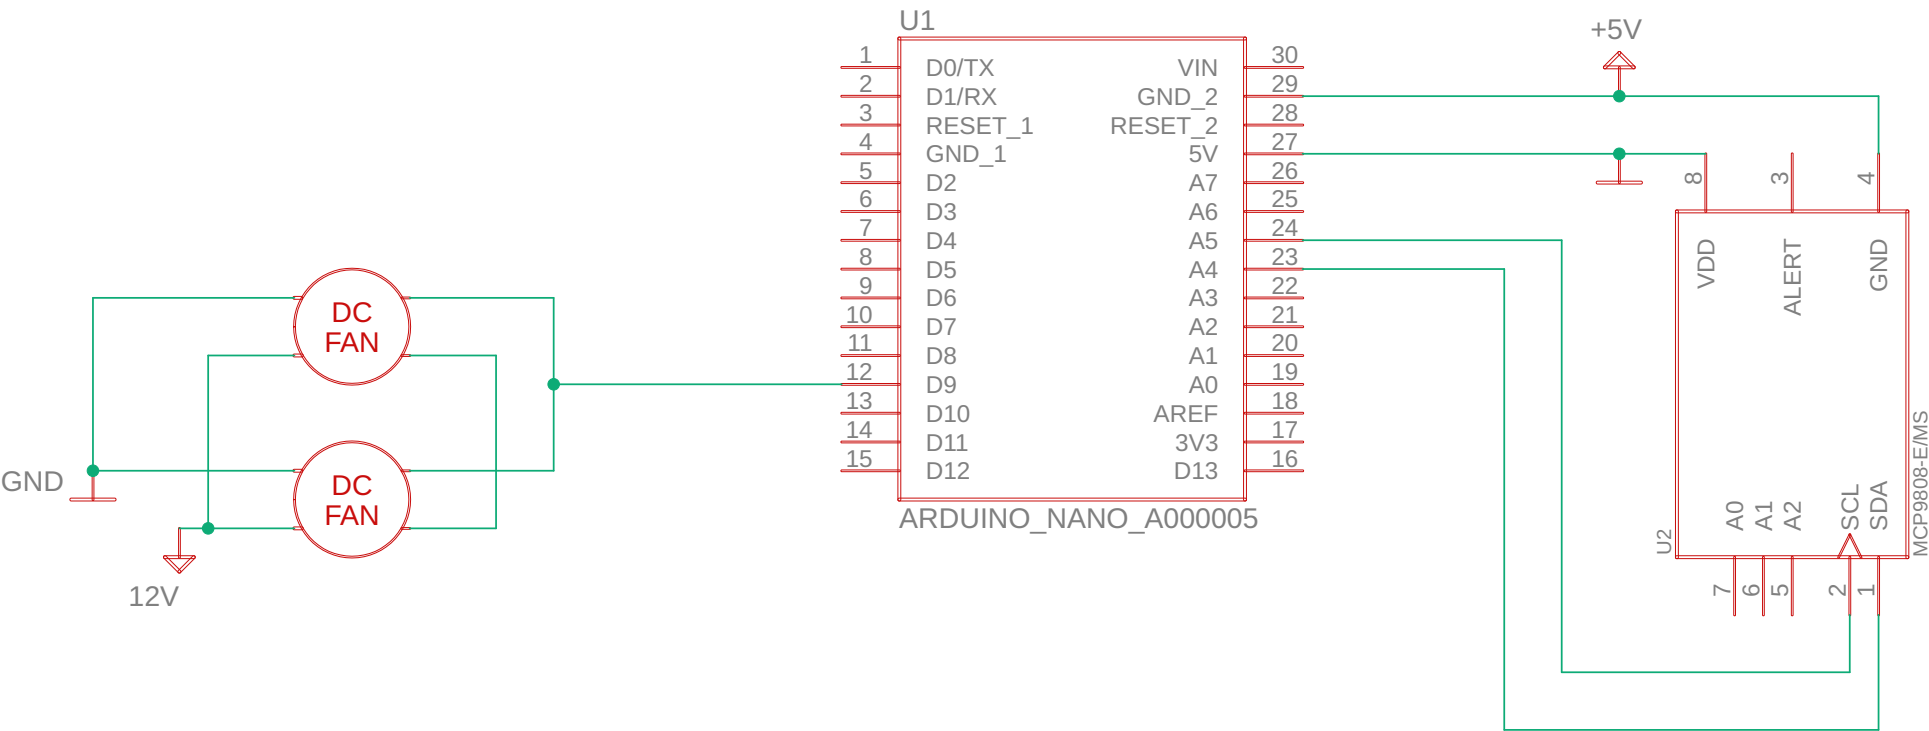 U1
1
2
3
4
5
6
7
8
9
10
11
12
13
14
15
D0/TX
D1/RX
RESET_1
GND_1
D2
D3
D4
D5
D6
D7
D8
D9
D10
D11
D12
VIN
GND_2
RESET_2
5V
A7
A6
A5
A4
A3
A2
A1
A0
AREF
3V3
D13
30
29
28
27
26
25
24
23
22
21
20
19
18
17
16
ARDUINO_NANO_A000005
DC
FAN
DC
FAN
GND
12V
+5V
8
3
4
VDD
ALERT
GND
A0
A1
A2
SCL
SDA
7
6
5
2
1
U2
MCP9808-E/MS